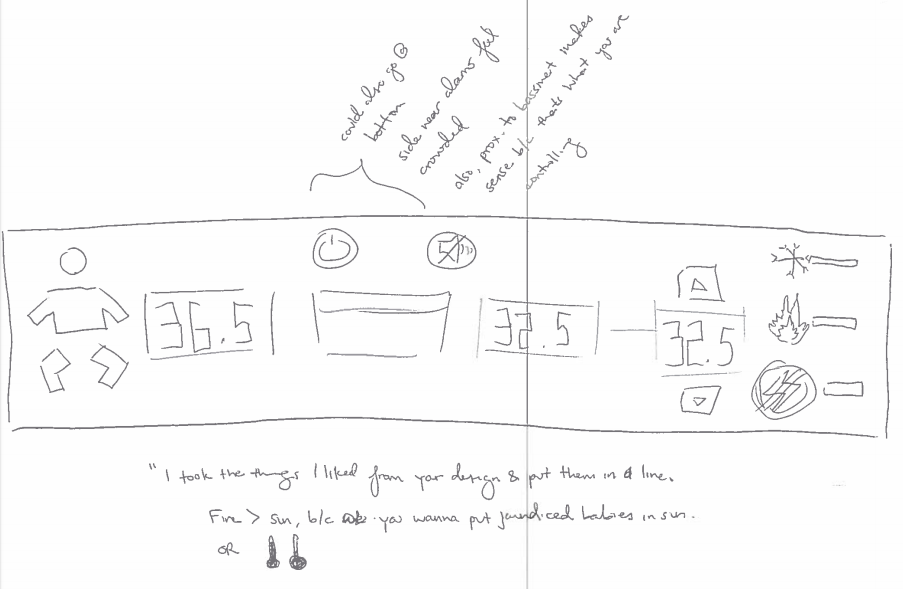 could also go @
bottom
side near alarms felt
crowded
also, prox. to bassinet makes
sense b/c thats what you are
controlling
36.5
32.5
32.5
"I took the things I liked from your design & put them in a line.
Fire > sun, b/c you wanna put jaundiced babies in sun.
OR